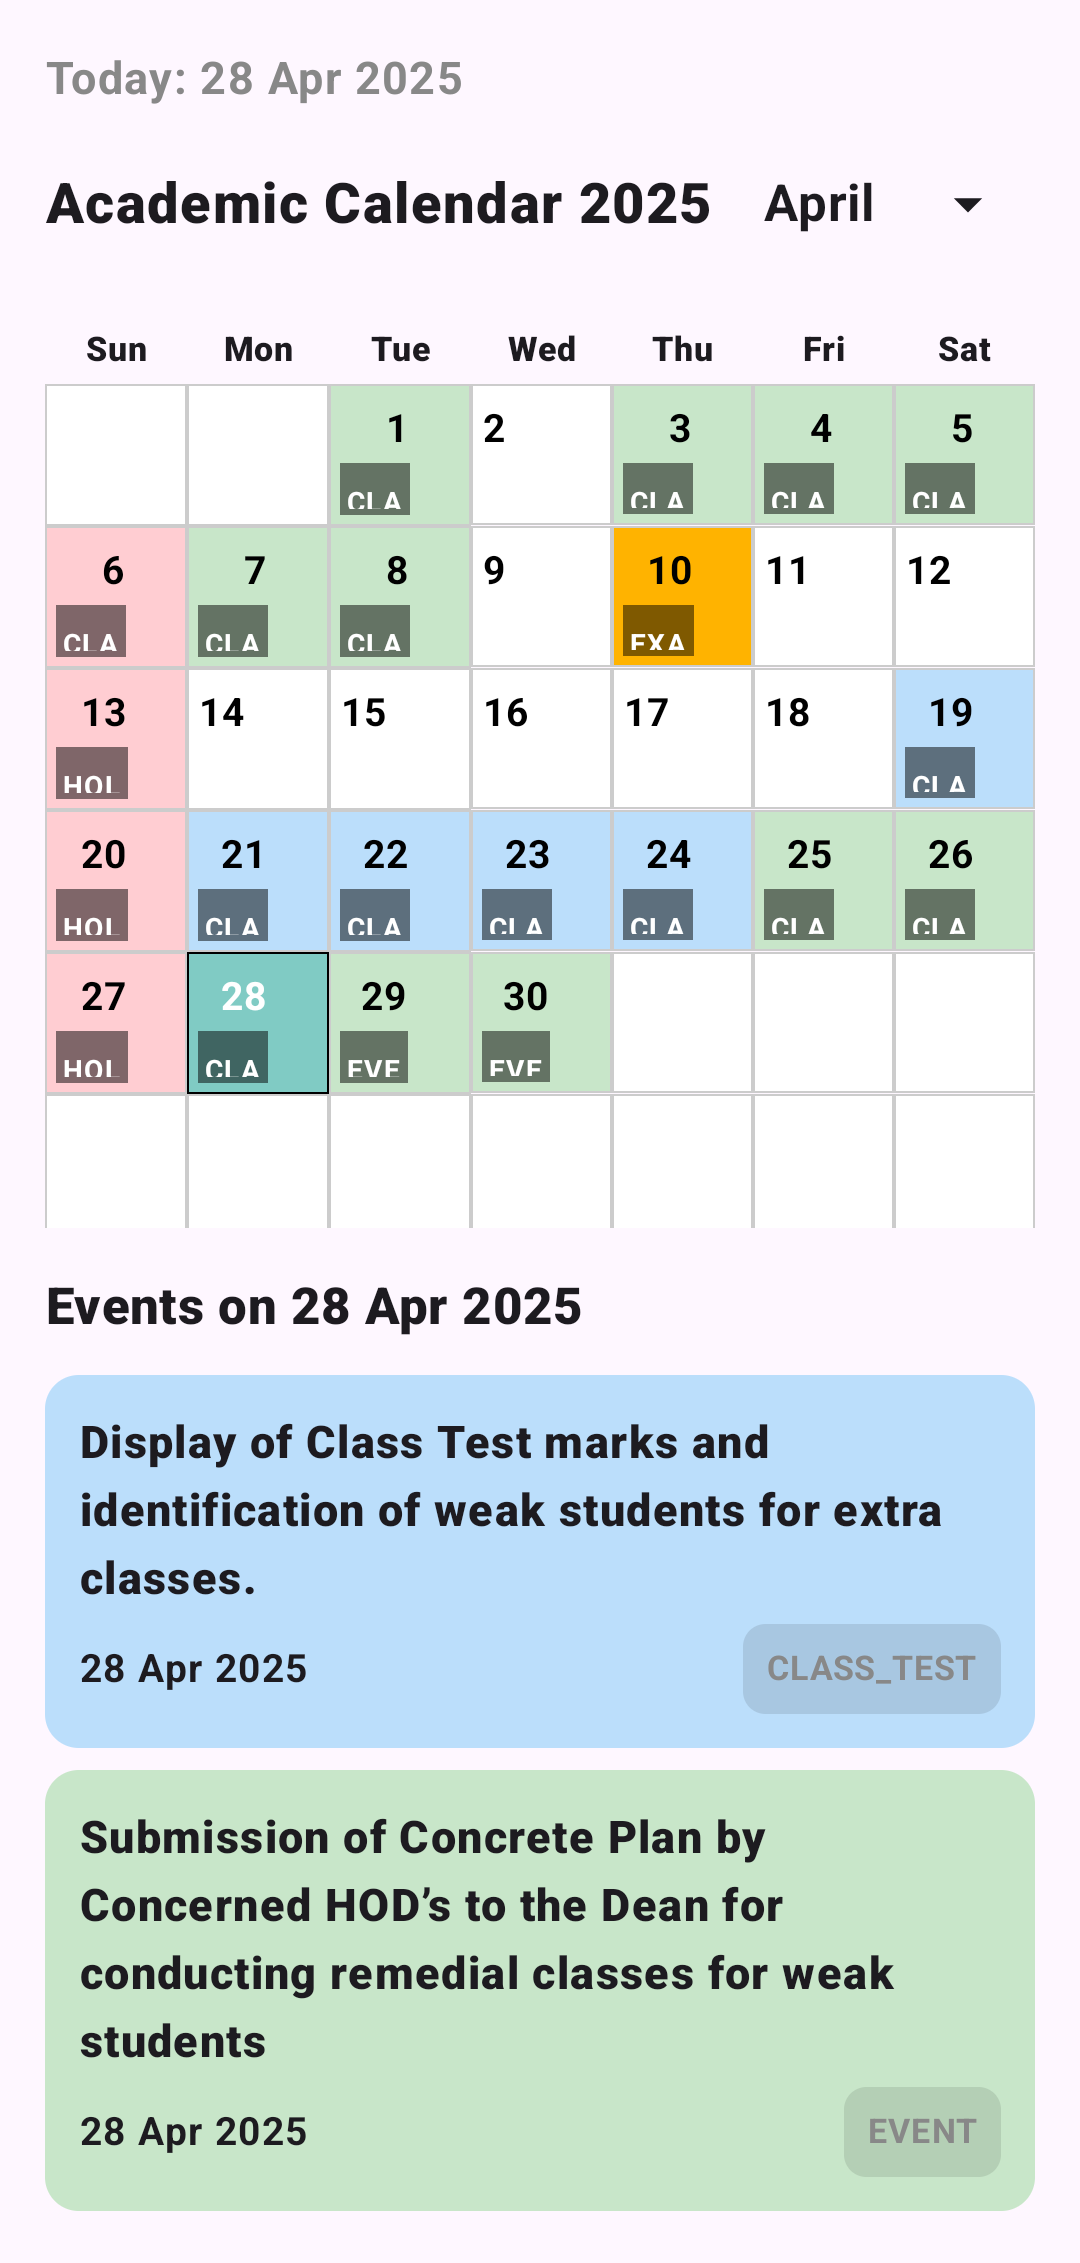 Today: 28 Apr 2025
Academic Calendar 2025 April
Sun Mon Tue Wed Thu Fri Sat
1 2 3 4 5
CLA CLA CLA CLA
6 7 8 9 10 11 12
CLA CLA CLA EXA
13 14 15 16 17 18 19
HOL CLA
20 21 22 23 24 25 26
HOL CLA CLA CLA CLA CLA CLA
27 28 29 30
HOL CLA EVE EVE
Events on 28 Apr 2025
Display of Class Test marks and
identification of weak students for extra
classes.
28 Apr 2025 CLASS_TEST
Submission of Concrete Plan by
Concerned HOD’s to the Dean for
conducting remedial classes for weak
students
28 Apr 2025 EVENT